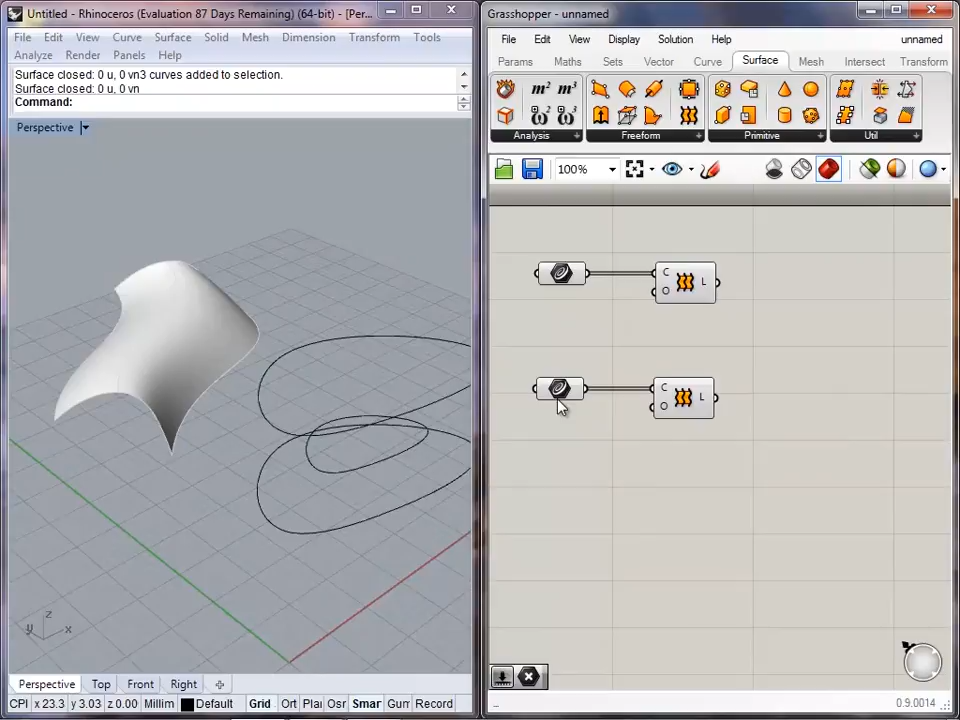 Untitled - Rhinoceros (Evaluation 87 Days Remaining) (64-bit) - [Per...
File Edit View Curve Surface Solid Mesh Dimension Transform Tools
Analyze Render Panels Help
Surface closed: 0 u, 0 vn3 curves added to selection.
Surface closed: 0 u, 0 vn
Command:
Perspective
z
y x
Perspective Top Front Right
CPl x 23.3 y 3.03 z 0.00 Millim Default Grid Ort Plai Osr Smar Gum Record
Grasshopper - unnamed
File Edit View Display Solution Help unnamed
Params Maths Sets Vector Curve Surface Mesh Intersect Transform
m² m³
Analysis Freeform Primitive Util
100%
C L
O
C L
O
0.9.0014